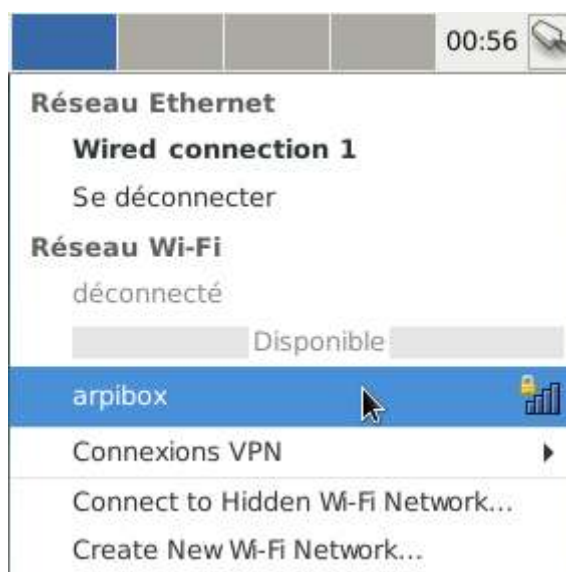 00:56
Réseau Ethernet
Wired connection 1
Se déconnecter
Réseau Wi-Fi
déconnecté
Disponible
arpibox
Connexions VPN
Connect to Hidden Wi-Fi Network...
Create New Wi-Fi Network...